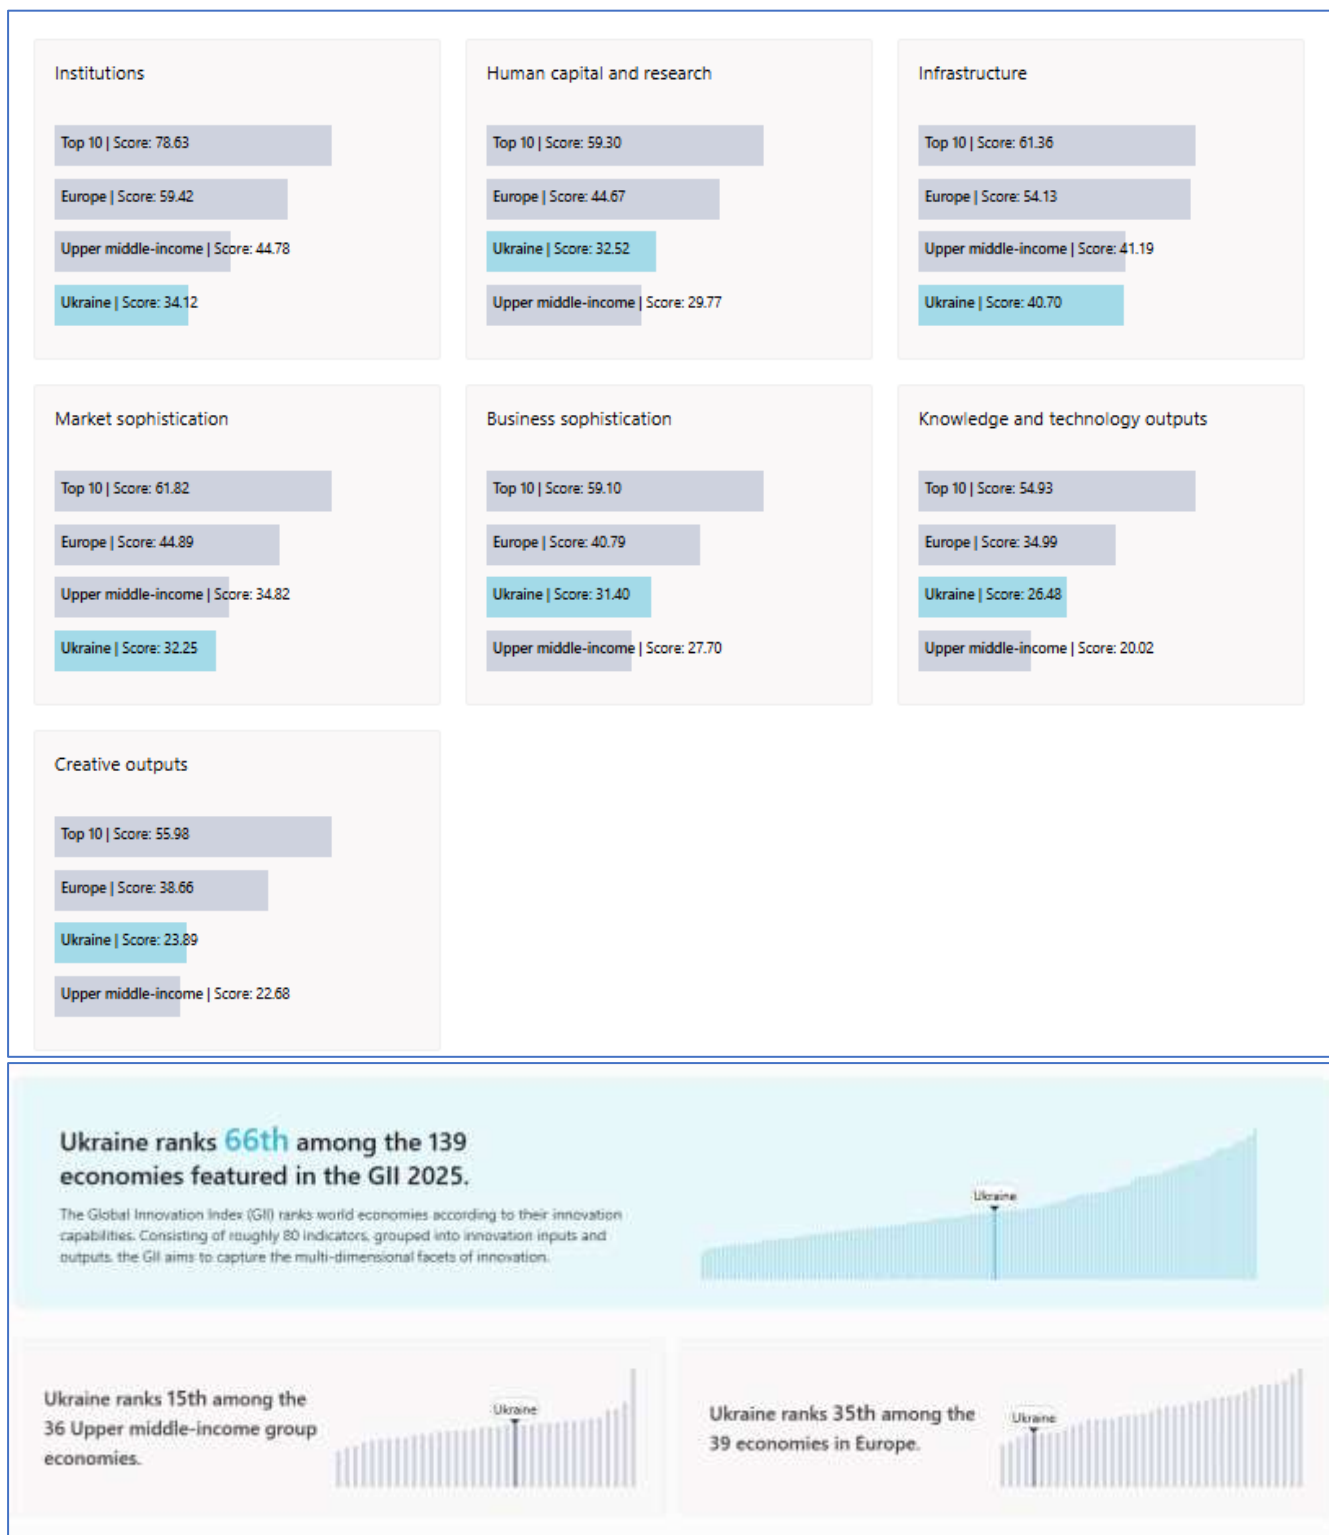 Institutions
Top 10 | Score: 78.63
Europe | Score: 59.42
Upper middle-income | Score: 44.78
Ukraine | Score: 34.12
Human capital and research
Top 10 | Score: 59.30
Europe | Score: 44.67
Ukraine | Score: 32.52
Upper middle-income | Score: 29.77
Infrastructure
Top 10 | Score: 61.36
Europe | Score: 54.13
Upper middle-income | Score: 41.19
Ukraine | Score: 40.70
Market sophistication
Top 10 | Score: 61.82
Europe | Score: 44.89
Upper middle-income | Score: 34.82
Ukraine | Score: 32.25
Business sophistication
Top 10 | Score: 59.10
Europe | Score: 40.79
Ukraine | Score: 31.40
Upper middle-income | Score: 27.70
Knowledge and technology outputs
Top 10 | Score: 54.93
Europe | Score: 34.99
Ukraine | Score: 26.48
Upper middle-income | Score: 20.02
Creative outputs
Top 10 | Score: 55.98
Europe | Score: 38.66
Ukraine | Score: 23.89
Upper middle-income | Score: 22.68
Ukraine ranks 66th among the 139
economies featured in the GII 2025.
The Global Innovation Index (GII) ranks world economies according to their innovation
capabilities. Consisting of roughly 80 indicators, grouped into innovation inputs and
outputs, the GII aims to capture the multi-dimensional facets of innovation.
Ukraine
Ukraine ranks 15th among the
36 Upper middle-income group
economies.
Ukraine
Ukraine ranks 35th among the
39 economies in Europe.
Ukraine